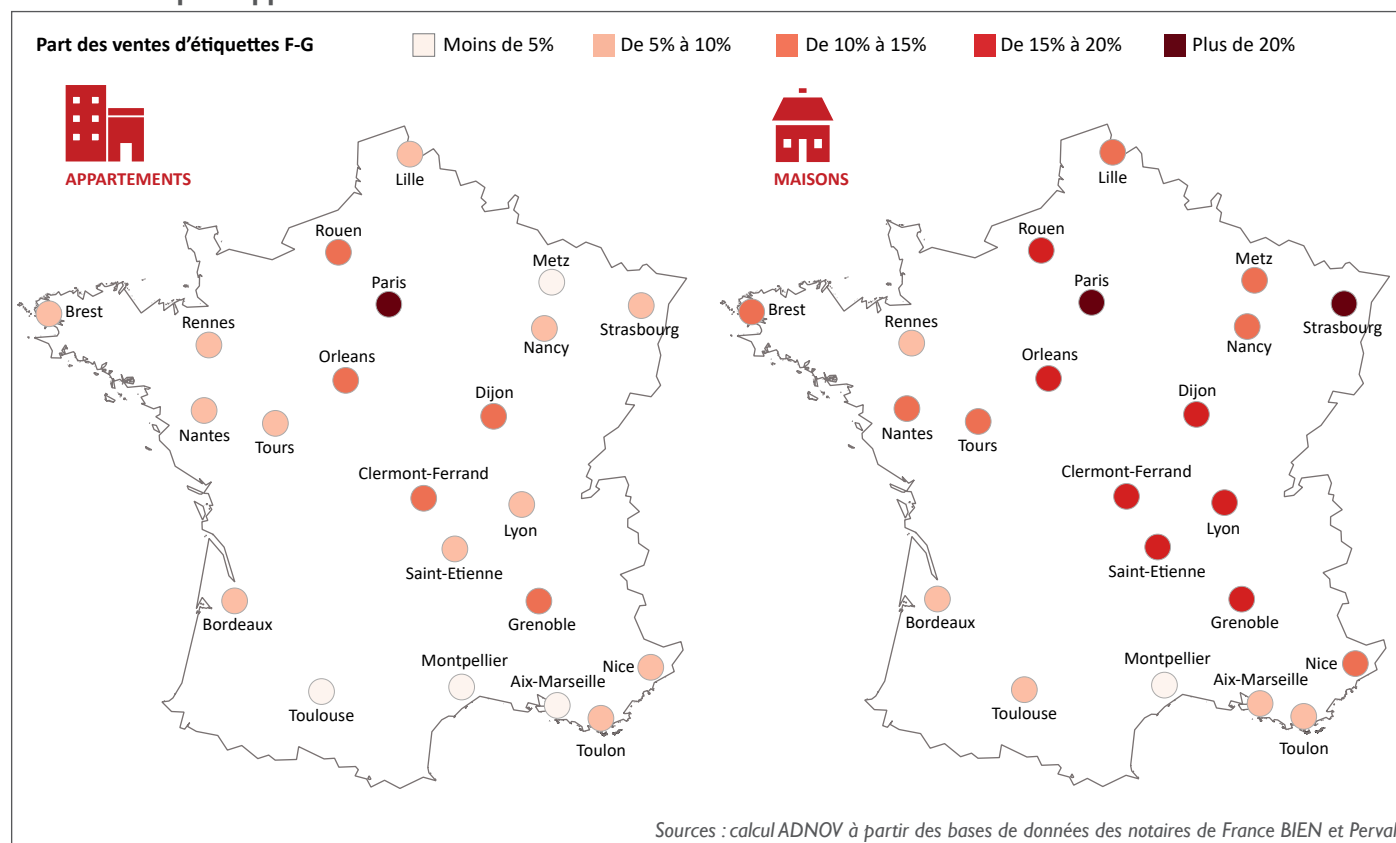 Part des ventes d'étiquettes F-G
Moins de 5%
De 5% à 10%
De 10% à 15%
De 15% à 20%
Plus de 20%
APPARTEMENTS
Lille
Rouen
Metz
Paris
Brest
Rennes
Strasbourg
Nancy
Orleans
Dijon
Nantes
Tours
Clermont-Ferrand
Lyon
Saint-Etienne
Bordeaux
Grenoble
Montpellier
Nice
Aix-Marseille
Toulouse
Toulon
MAISONS
Lille
Rouen
Metz
Paris
Brest
Rennes
Strasbourg
Nancy
Orleans
Dijon
Nantes
Tours
Clermont-Ferrand
Lyon
Saint-Etienne
Bordeaux
Grenoble
Montpellier
Nice
Aix-Marseille
Toulouse
Toulon
Sources : calcul ADNOV à partir des bases de données des notaires de France BIEN et Perval